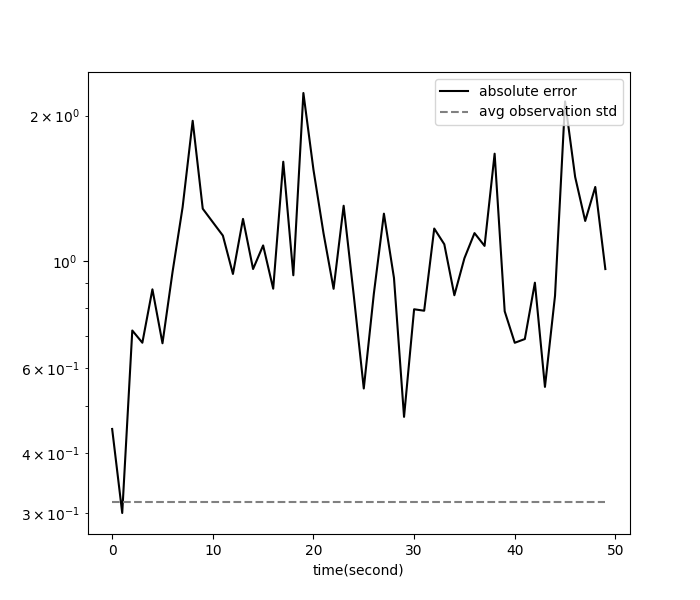 absolute error
avg observation std
2 × 10⁰
10⁰
6 × 10⁻¹
4 × 10⁻¹
3 × 10⁻¹
0 10 20 30 40 50
time(second)